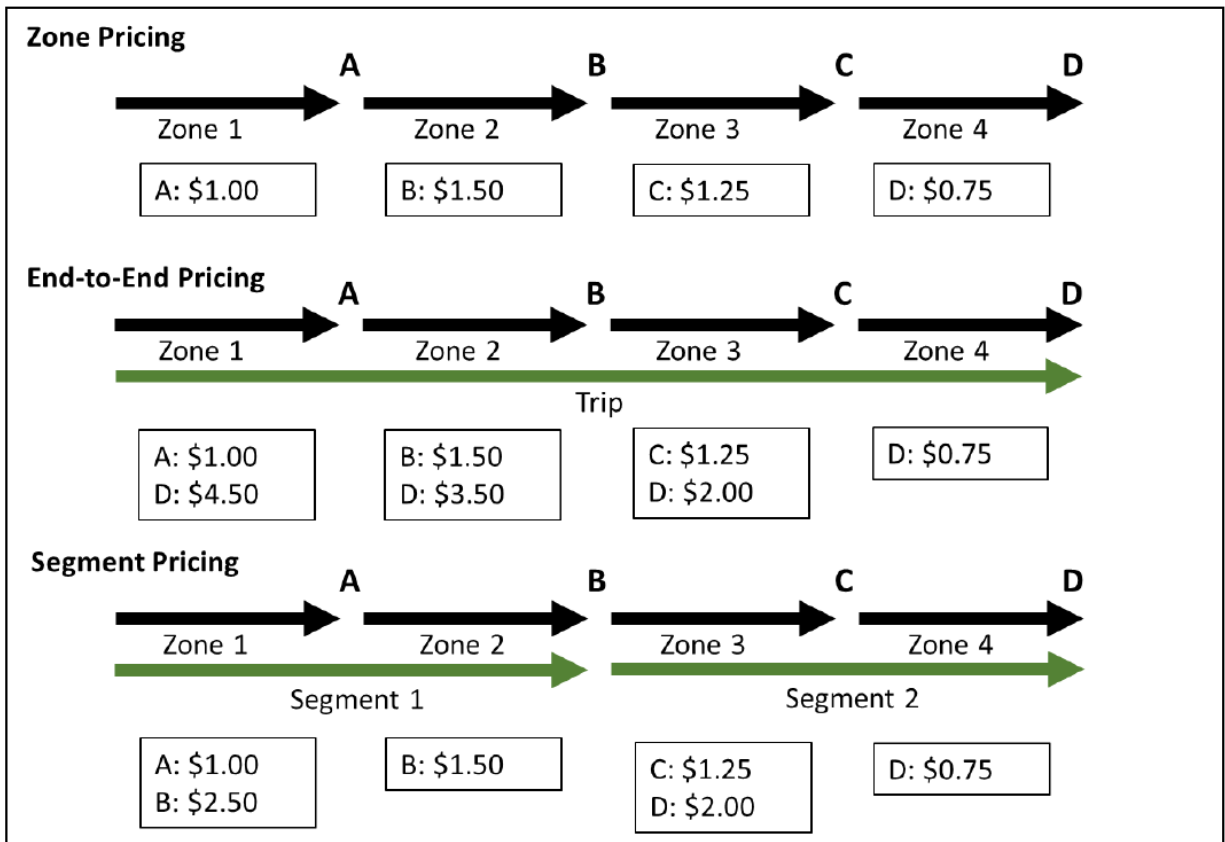 Zone Pricing
A B C D
Zone 1 Zone 2 Zone 3 Zone 4
A: $1.00 B: $1.50 C: $1.25 D: $0.75
End-to-End Pricing
A B C D
Zone 1 Zone 2 Zone 3 Zone 4
Trip
A: $1.00 B: $1.50 C: $1.25 D: $0.75
D: $4.50 D: $3.50 D: $2.00
Segment Pricing
A B C D
Zone 1 Zone 2 Zone 3 Zone 4
Segment 1 Segment 2
A: $1.00 B: $1.50 C: $1.25 D: $0.75
B: $2.50 D: $2.00